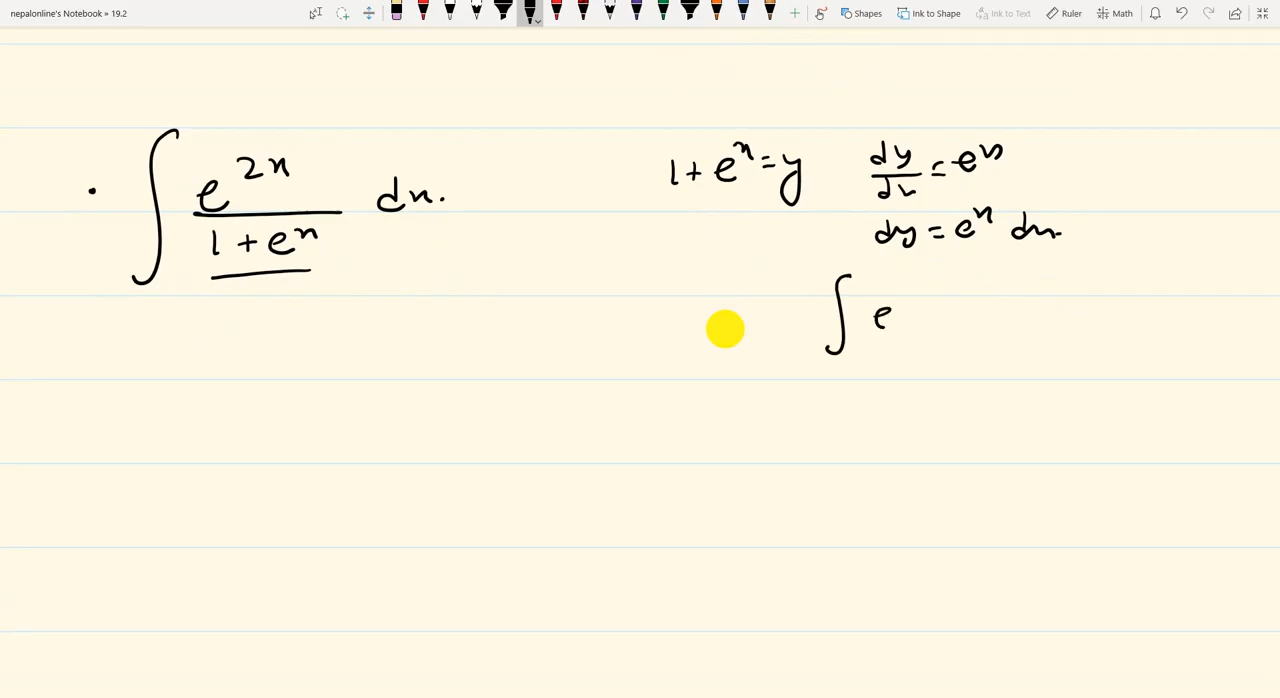 nepalonline's Notebook » 19.2
Shapes Ink to Shape Ink to Text Ruler Math
∫ e^{2x} / (1 + e^x) dx.
1 + e^x = y
dy/dx = e^x
dy = e^x dx.
∫ e